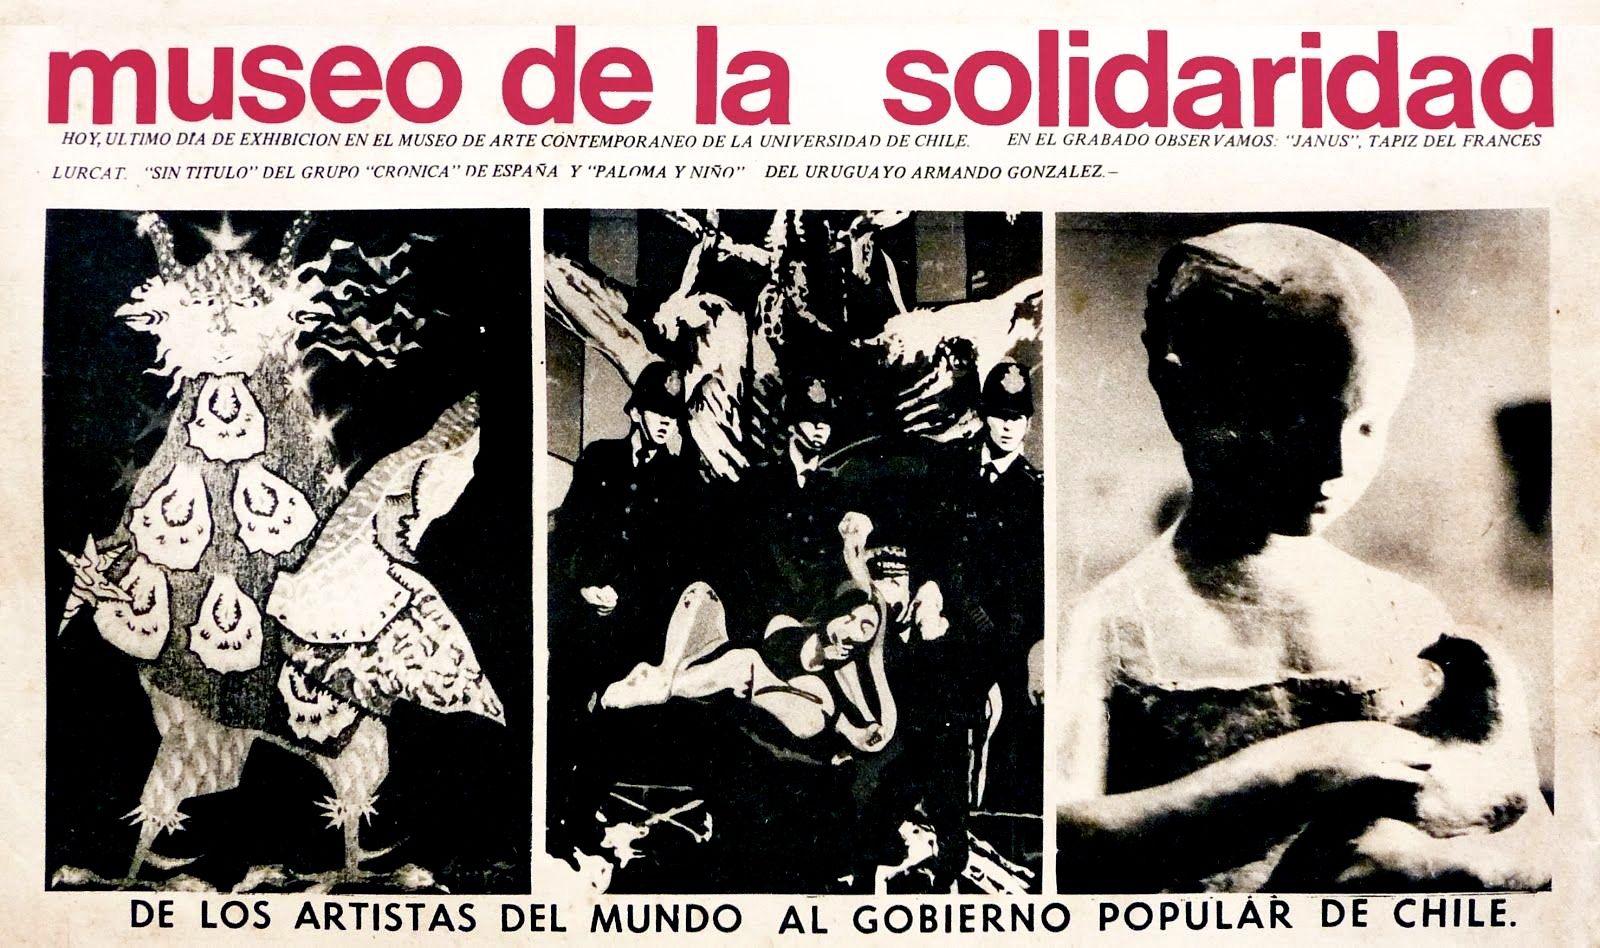 museo de la solidaridad
HOY, ULTIMO DIA DE EXHIBICION EN EL MUSEO DE ARTE CONTEMPORANEO DE LA UNIVERSIDAD DE CHILE. EN EL GRABADO OBSERVAMOS: "JANUS", TAPIZ DEL FRANCES
LURCAT. "SIN TITULO" DEL GRUPO "CRONICA" DE ESPAÑA Y "PALOMA Y NIÑO" DEL URUGUAYO ARMANDO GONZALEZ.—
DE LOS ARTISTAS DEL MUNDO AL GOBIERNO POPULAR DE CHILE.